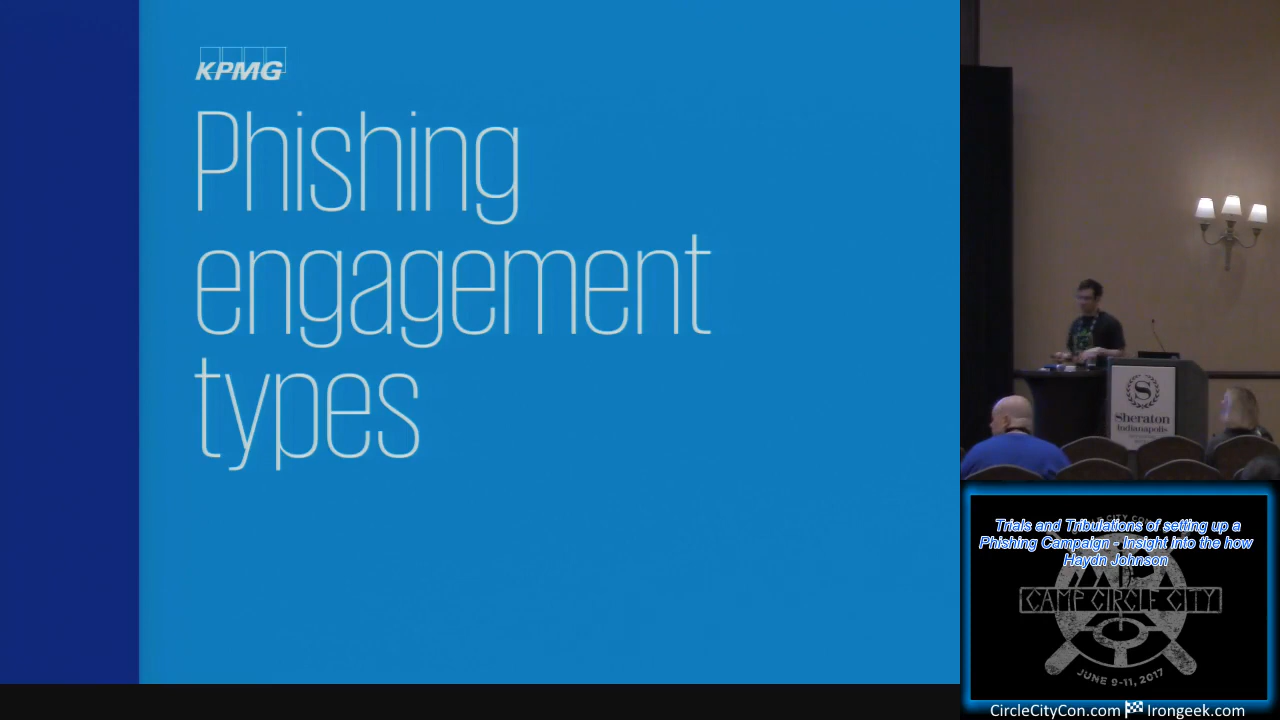 KPMG
Phishing
engagement
types
S
Sheraton
Indianapolis
Trials and Tribulations of setting up a
Phishing Campaign - Insight into the how
Haydn Johnson
CAMP CIRCLE CITY
JUNE 9-11, 2017
CircleCityCon.com Irongeek.com